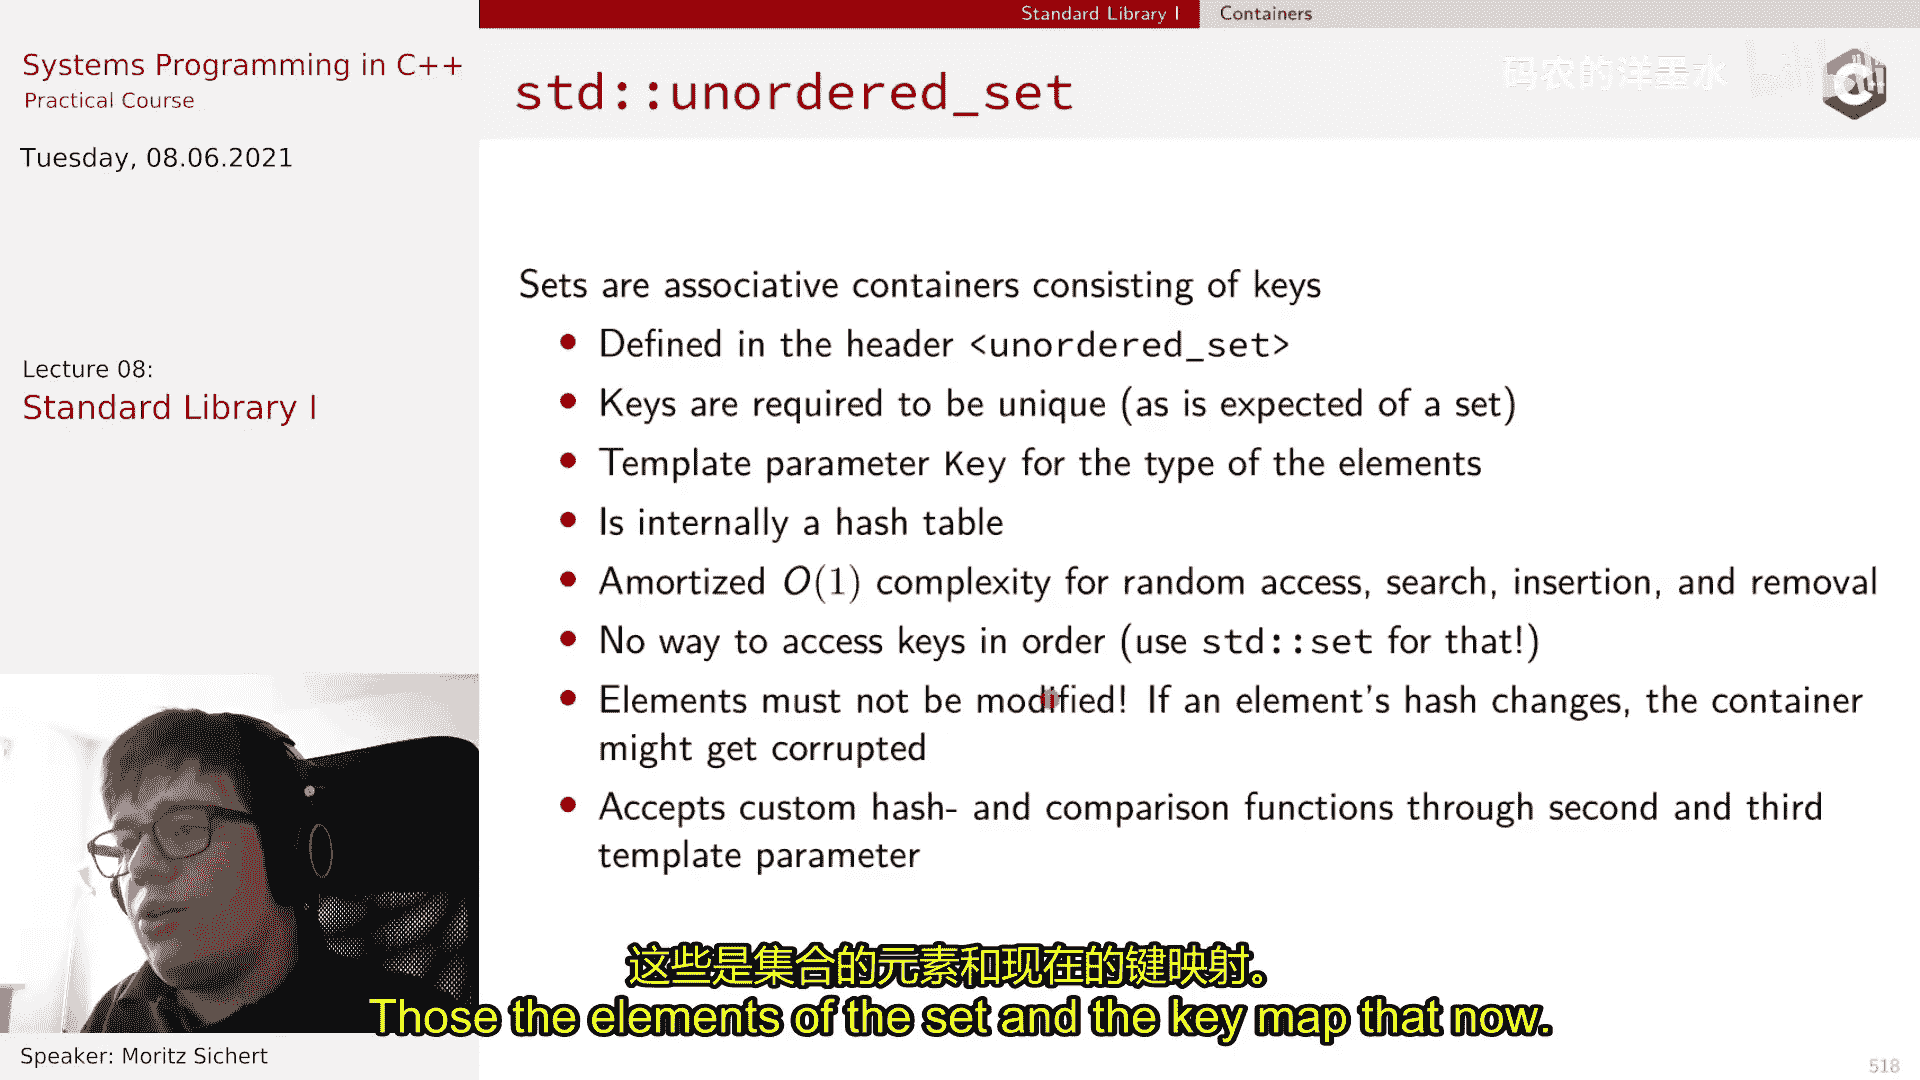 Standard Library I
Containers
Systems Programming in C++
Practical Course
Tuesday, 08.06.2021
Lecture 08:
Standard Library I
std::unordered_set
码农的洋墨水
Sets are associative containers consisting of keys
Defined in the header <unordered_set>
Keys are required to be unique (as is expected of a set)
Template parameter Key for the type of the elements
Is internally a hash table
Amortized O(1) complexity for random access, search, insertion, and removal
No way to access keys in order (use std::set for that!)
Elements must not be modified! If an element's hash changes, the container
might get corrupted
Accepts custom hash- and comparison functions through second and third
template parameter
这些是集合的元素和现在的键映射。
Those the elements of the set and the key map that now.
Speaker: Moritz Sichert
518